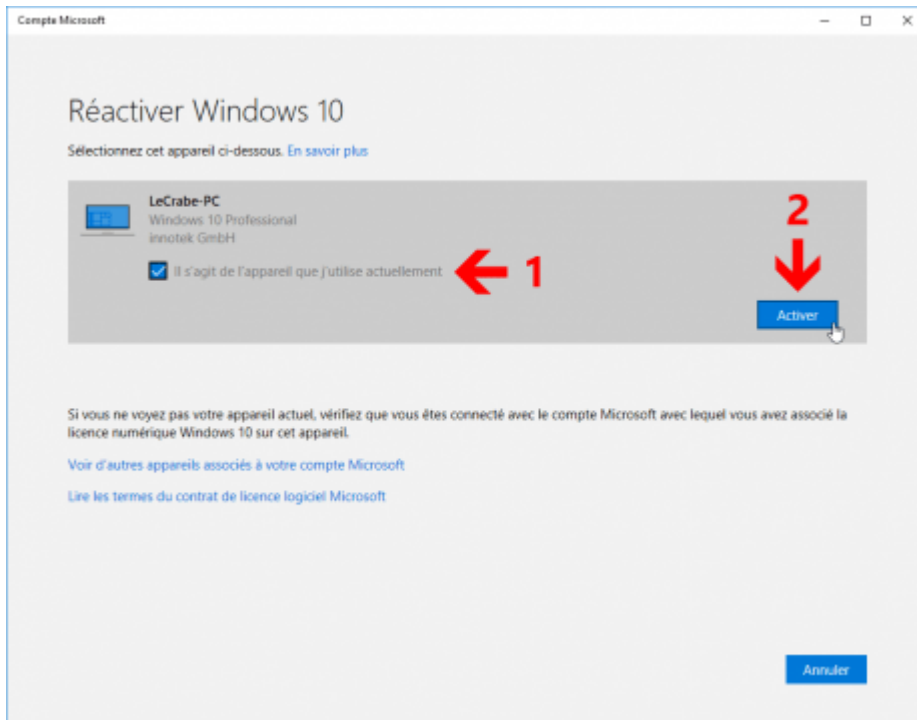 Compte Microsoft
Réactiver Windows 10
Sélectionnez cet appareil ci-dessous. En savoir plus
LeCrabe-PC
Windows 10 Professional
innotek GmbH
Il s'agit de l'appareil que j'utilise actuellement
1
2
Activer
Si vous ne voyez pas votre appareil actuel, vérifiez que vous êtes connecté avec le compte Microsoft avec lequel vous avez associé la
licence numérique Windows 10 sur cet appareil.
Voir d'autres appareils associés à votre compte Microsoft
Lire les termes du contrat de licence logiciel Microsoft
Annuler